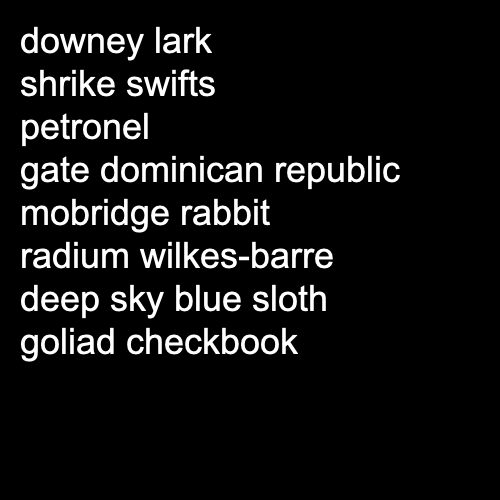 downey lark
shrike swifts
petronel
gate dominican republic
mobridge rabbit
radium wilkes-barre
deep sky blue sloth
goliad checkbook